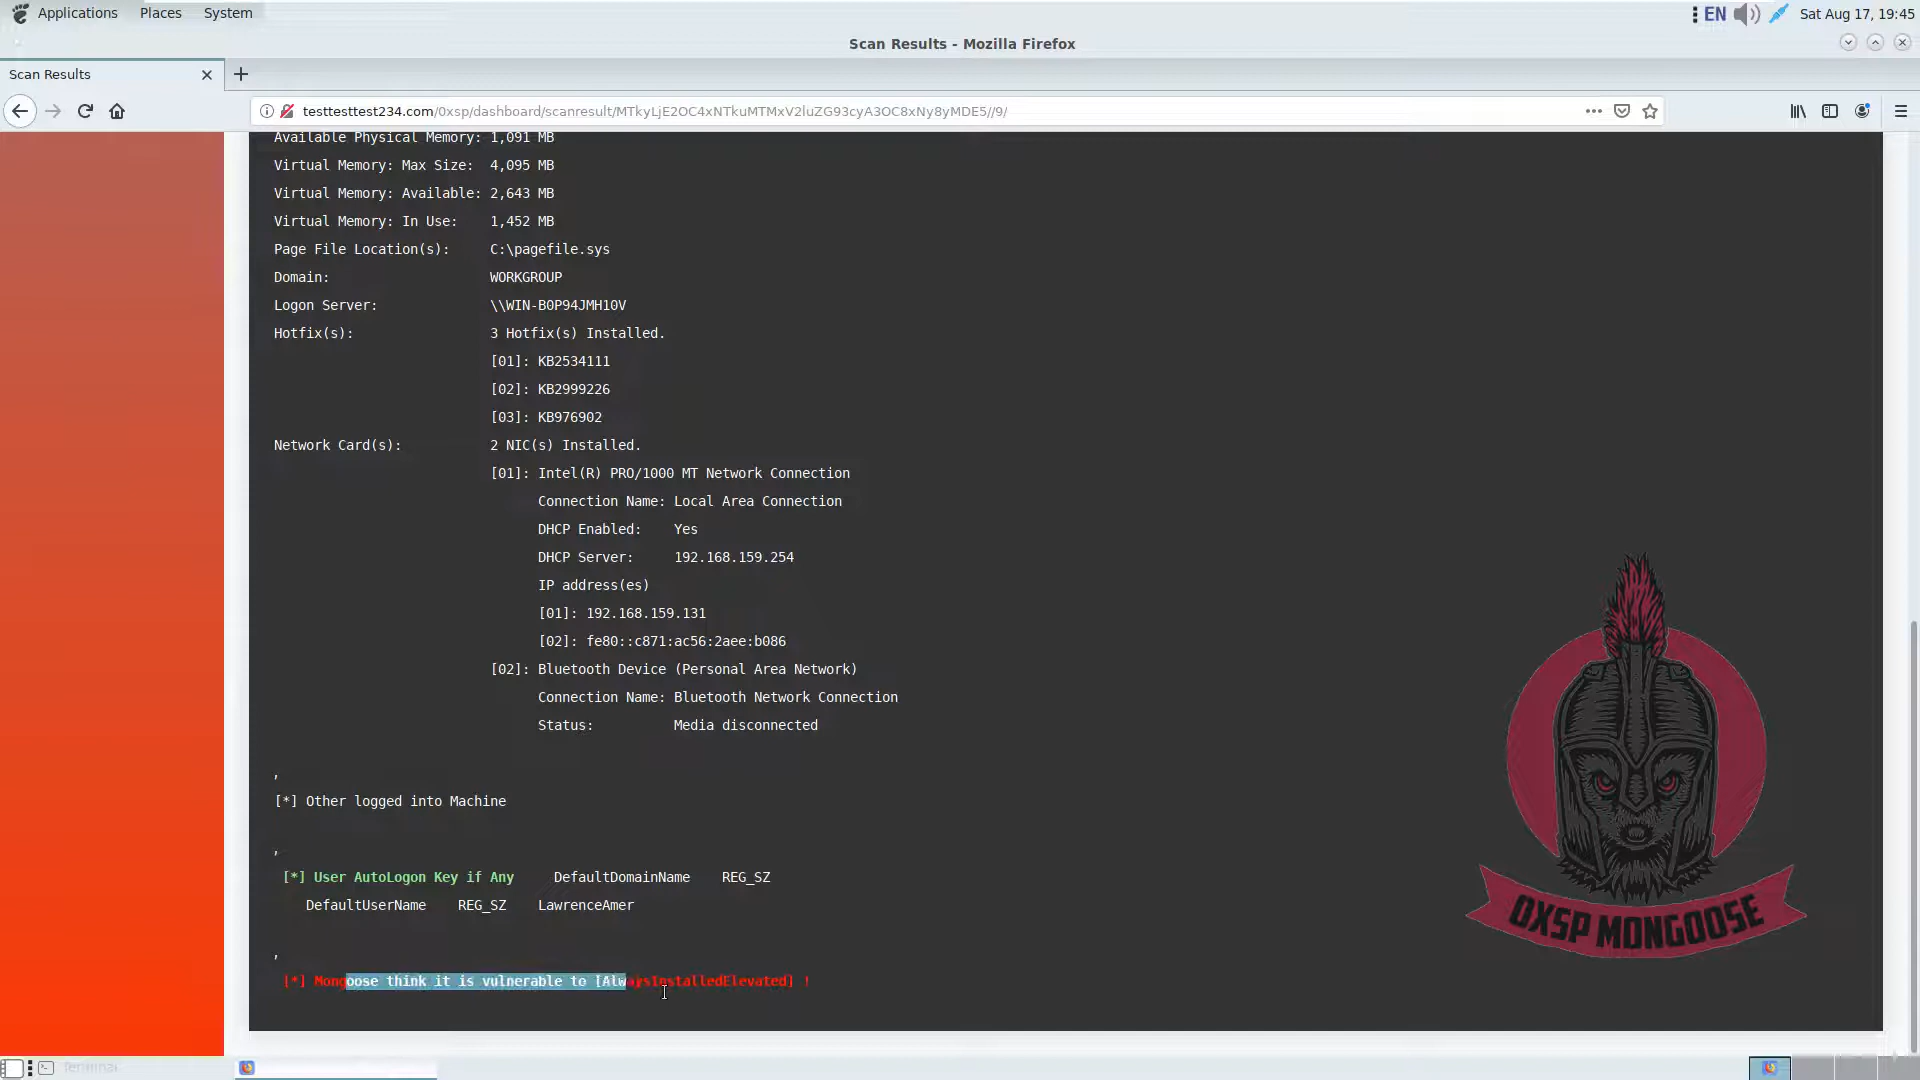 Applications Places System
EN Sat Aug 17, 19:45
Scan Results - Mozilla Firefox
Scan Results
testtesttest234.com/0xsp/dashboard/scanresult/MTkyLjE2OC4xNTkuMTMxV2luZG93cyA3OC8xNy8yMDE5//9/
Available Physical Memory: 1,091 MB
Virtual Memory: Max Size: 4,095 MB
Virtual Memory: Available: 2,643 MB
Virtual Memory: In Use: 1,452 MB
Page File Location(s): C:\pagefile.sys
Domain: WORKGROUP
Logon Server: \\WIN-B0P94JMH10V
Hotfix(s): 3 Hotfix(s) Installed.
[01]: KB2534111
[02]: KB2999226
[03]: KB976902
Network Card(s): 2 NIC(s) Installed.
[01]: Intel(R) PRO/1000 MT Network Connection
Connection Name: Local Area Connection
DHCP Enabled: Yes
DHCP Server: 192.168.159.254
IP address(es)
[01]: 192.168.159.131
[02]: fe80::c871:ac56:2aee:b086
[02]: Bluetooth Device (Personal Area Network)
Connection Name: Bluetooth Network Connection
Status: Media disconnected
,
[*] Other logged into Machine
,
[*] User AutoLogon Key if Any DefaultDomainName REG_SZ
DefaultUserName REG_SZ LawrenceAmer
,
[*] Mongoose think it is vulnerable to [AlwaysInstalledElevated] !
0XSP MONGOOSE
Terminal